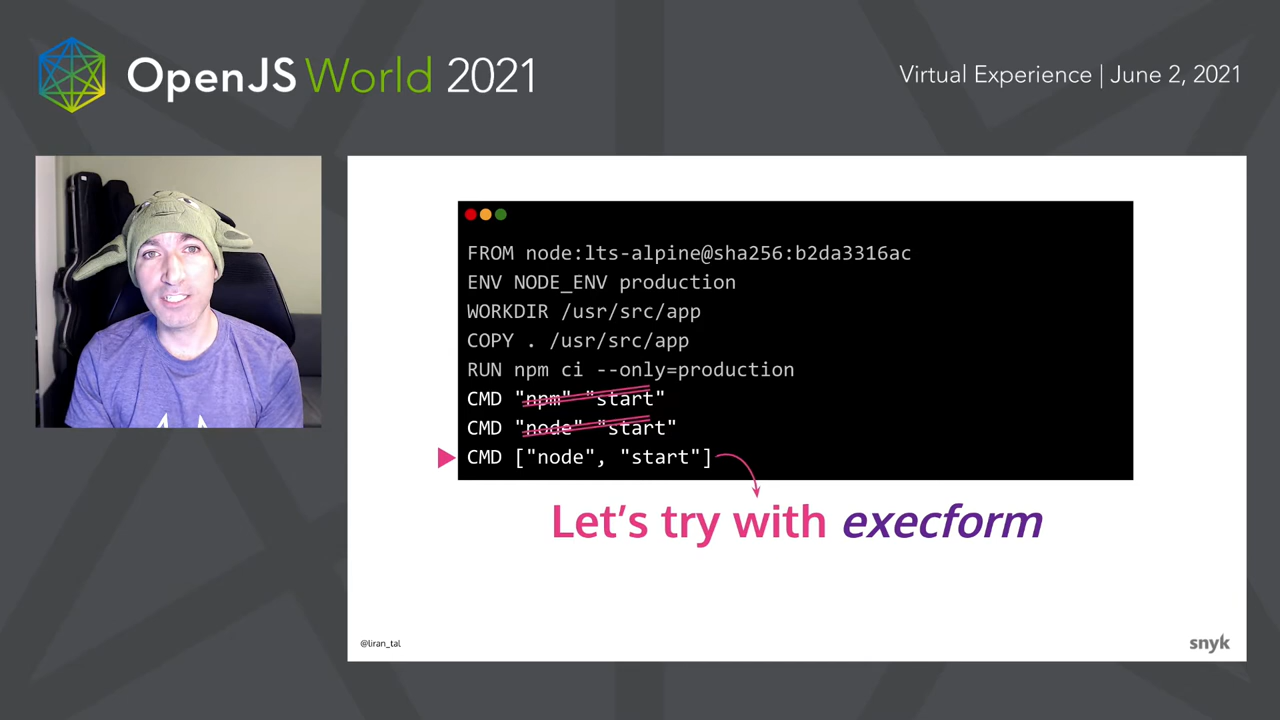 OpenJS World 2021
Virtual Experience | June 2, 2021
FROM node:lts-alpine@sha256:b2da3316ac
ENV NODE_ENV production
WORKDIR /usr/src/app
COPY . /usr/src/app
RUN npm ci --only=production
CMD "npm" "start"
CMD "node" "start"
CMD ["node", "start"]
Let's try with execform
@liran_tal
snyk